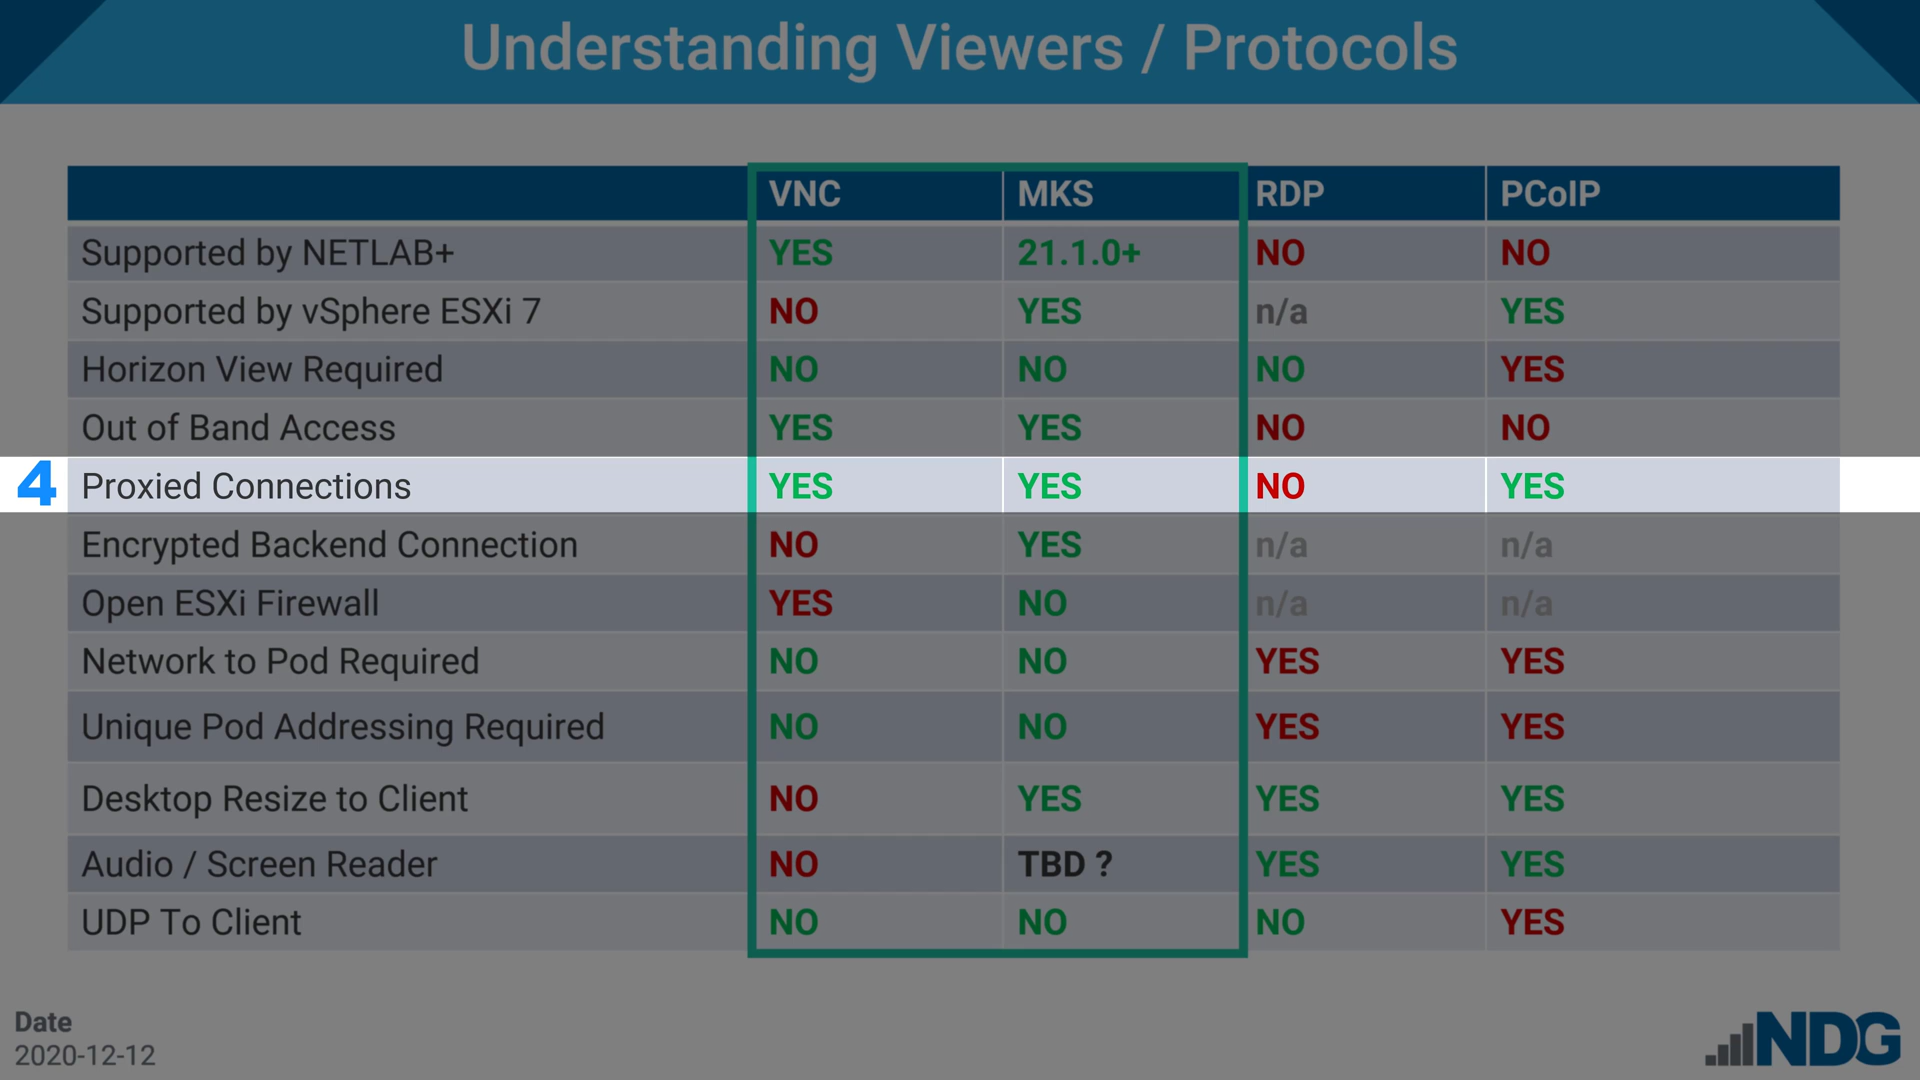 Understanding Viewers / Protocols
VNC MKS RDP PCoIP
Supported by NETLAB+ YES 21.1.0+ NO NO
Supported by vSphere ESXi 7 NO YES n/a YES
Horizon View Required NO NO NO YES
Out of Band Access YES YES NO NO
4 Proxied Connections YES YES NO YES
Encrypted Backend Connection NO YES n/a n/a
Open ESXi Firewall YES NO n/a n/a
Network to Pod Required NO NO YES YES
Unique Pod Addressing Required NO NO YES YES
Desktop Resize to Client NO YES YES YES
Audio / Screen Reader NO TBD ? YES YES
UDP To Client NO NO NO YES
Date
2020-12-12
NDG